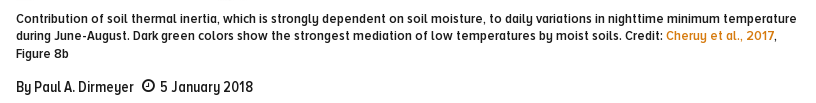 Contribution of soil thermal inertia, which is strongly dependent on soil moisture, to daily variations in nighttime minimum temperature
during June-August. Dark green colors show the strongest mediation of low temperatures by moist soils. Credit: Cheruy et al., 2017,
Figure 8b
By Paul A. Dirmeyer 5 January 2018